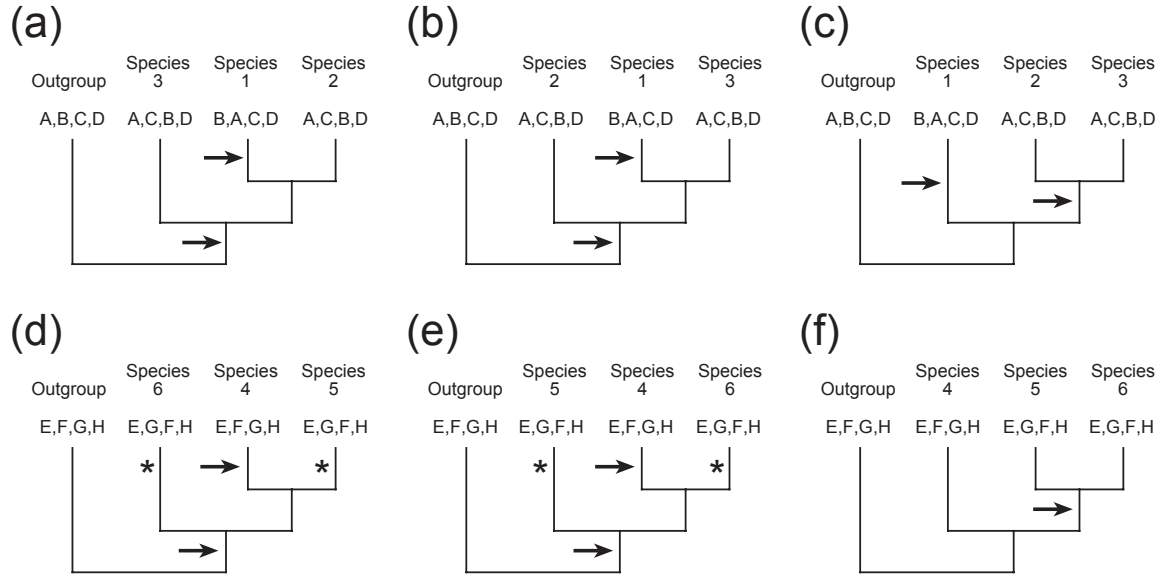 (a) (b) (c)
Species Species Species Species Species Species Species Species Species
Outgroup 3 1 2 Outgroup 2 1 3 Outgroup 1 2 3
A,B,C,D A,C,B,D B,A,C,D A,C,B,D A,B,C,D A,C,B,D B,A,C,D A,C,B,D A,B,C,D B,A,C,D A,C,B,D A,C,B,D
(d) (e) (f)
Species Species Species Species Species Species Species Species Species
Outgroup 6 4 5 Outgroup 5 4 6 Outgroup 4 5 6
E,F,G,H E,G,F,H E,F,G,H E,G,F,H E,F,G,H E,G,F,H E,F,G,H E,G,F,H E,F,G,H E,F,G,H E,G,F,H E,G,F,H
* * * *